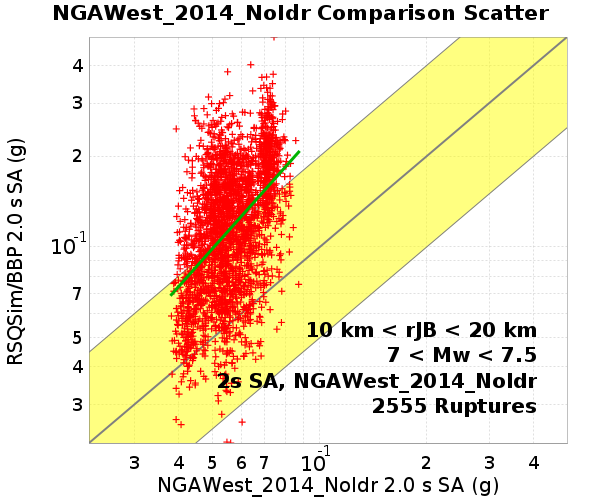 NGAWest_2014_NoIdr Comparison Scatter
RSQSim/BBP 2.0 s SA (g)
4
3
2
10^-1
7
5
4
3
10 km < rJB < 20 km
7 < Mw < 7.5
2s SA, NGAWest_2014_NoIdr
2555 Ruptures
3 4 5 6 7 10^-1 2 3 4
NGAWest_2014_NoIdr 2.0 s SA (g)